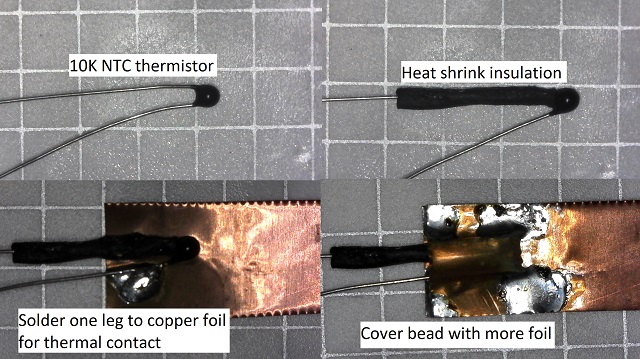 10K NTC thermistor
Heat shrink insulation
Solder one leg to copper foil
for thermal contact
Cover bead with more foil